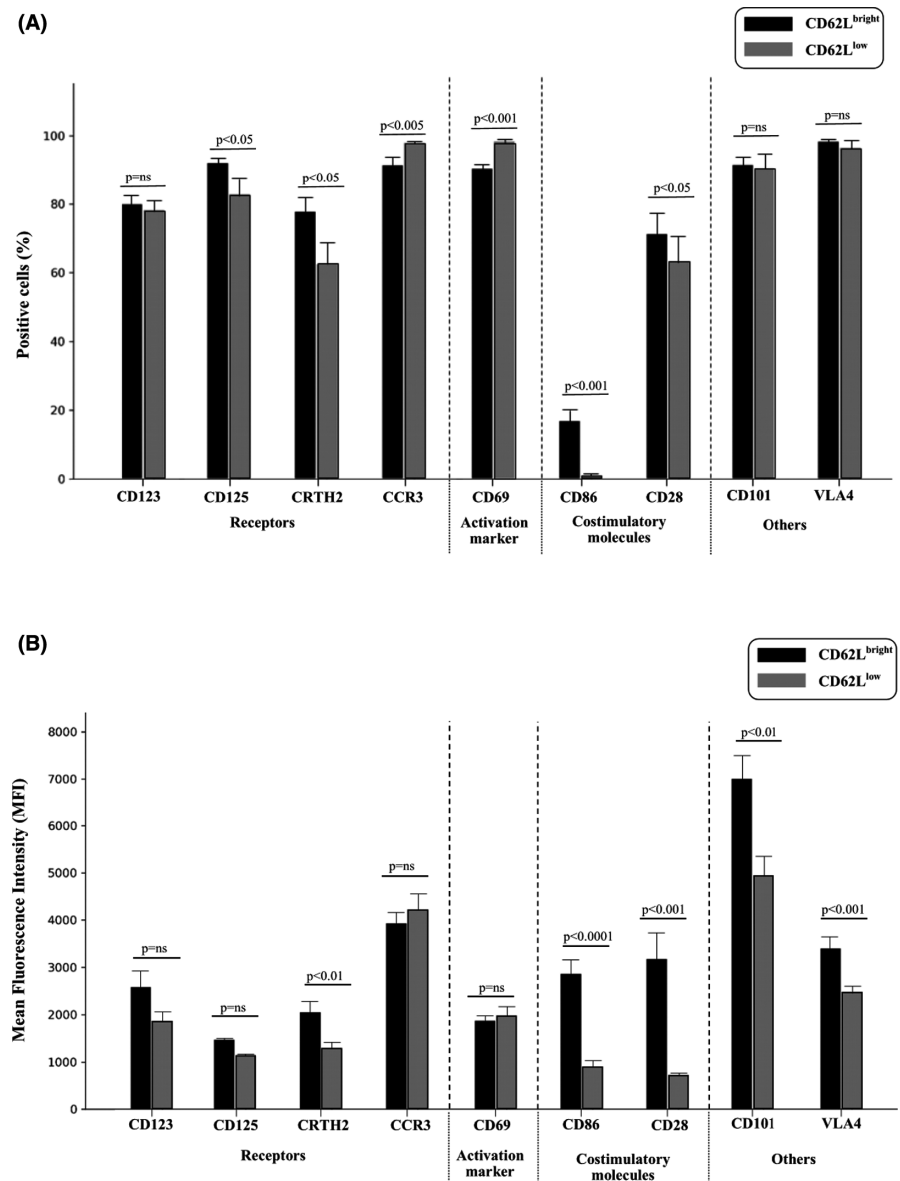 (A)
CD62Lbright
CD62Llow
Positive cells (%)
100
80
60
40
20
0
p=ns
p<0.05
p<0.05
p<0.005
p<0.001
p<0.001
p<0.05
p=ns
p=ns
CD123 CD125 CRTH2 CCR3 CD69 CD86 CD28 CD101 VLA4
Receptors
Activation
marker
Costimulatory
molecules
Others
(B)
CD62Lbright
CD62Llow
Mean Fluorescence Intensity (MFI)
8000
7000
6000
5000
4000
3000
2000
1000
0
p=ns
p=ns
p<0.01
p=ns
p=ns
p<0.0001
p<0.001
p<0.01
p<0.001
CD123 CD125 CRTH2 CCR3 CD69 CD86 CD28 CD101 VLA4
Receptors
Activation
marker
Costimulatory
molecules
Others